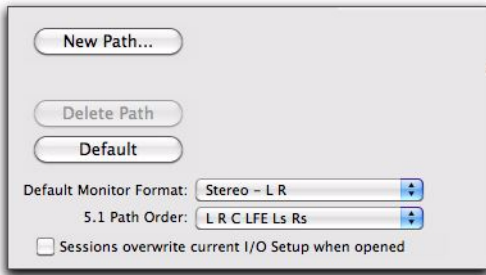 New Path...
Delete Path
Default
Default Monitor Format: Stereo – L R
5.1 Path Order: L R C LFE Ls Rs
Sessions overwrite current I/O Setup when opened